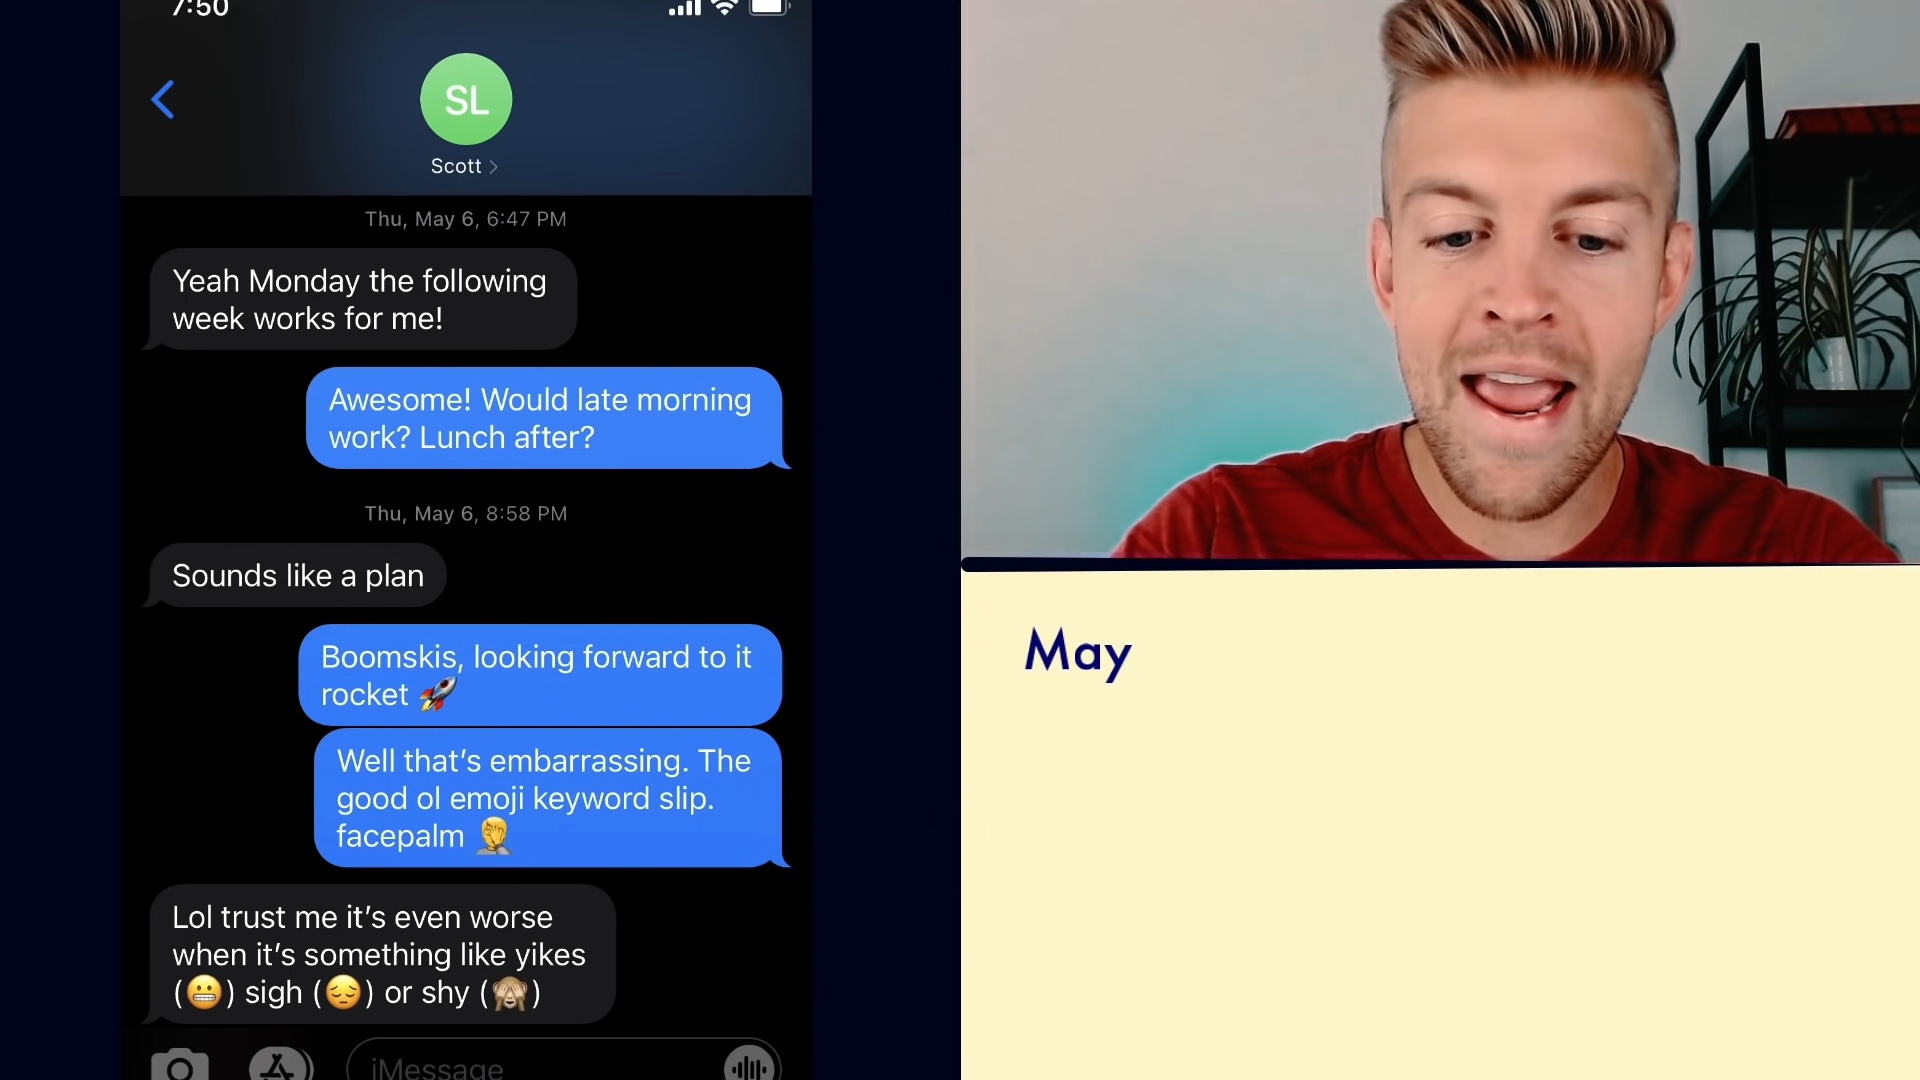 7:50
SL
Scott
Thu, May 6, 6:47 PM
Yeah Monday the following
week works for me!
Awesome! Would late morning
work? Lunch after?
Thu, May 6, 8:58 PM
Sounds like a plan
Boomskis, looking forward to it
rocket 🚀
Well that’s embarrassing. The
good ol emoji keyword slip.
facepalm 🤦
Lol trust me it’s even worse
when it’s something like yikes
(😬) sigh (😔) or shy (🙈)
iMessage
May